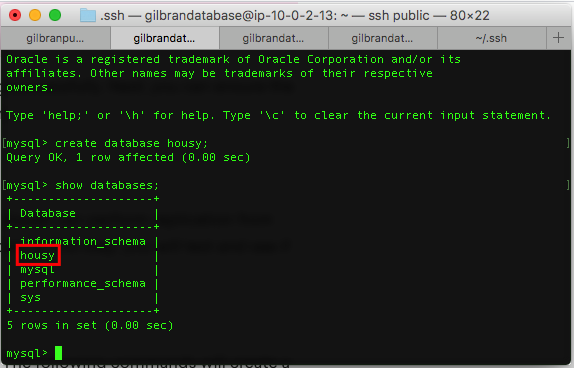 .ssh — gilbrandatabase@ip-10-0-2-13: ~ — ssh public — 80×22
gilbranpu... gilbrandat... gilbrandat... gilbrandat... ~/.ssh +
Oracle is a registered trademark of Oracle Corporation and/or its
affiliates. Other names may be trademarks of their respective
owners.
Type 'help;' or '\h' for help. Type '\c' to clear the current input statement.
[mysql> create database housy; ]
Query OK, 1 row affected (0.00 sec)
[mysql> show databases; ]
+--------------------+
| Database           |
+--------------------+
| information_schema |
| housy              |
| mysql              |
| performance_schema |
| sys                |
+--------------------+
5 rows in set (0.00 sec)
mysql>